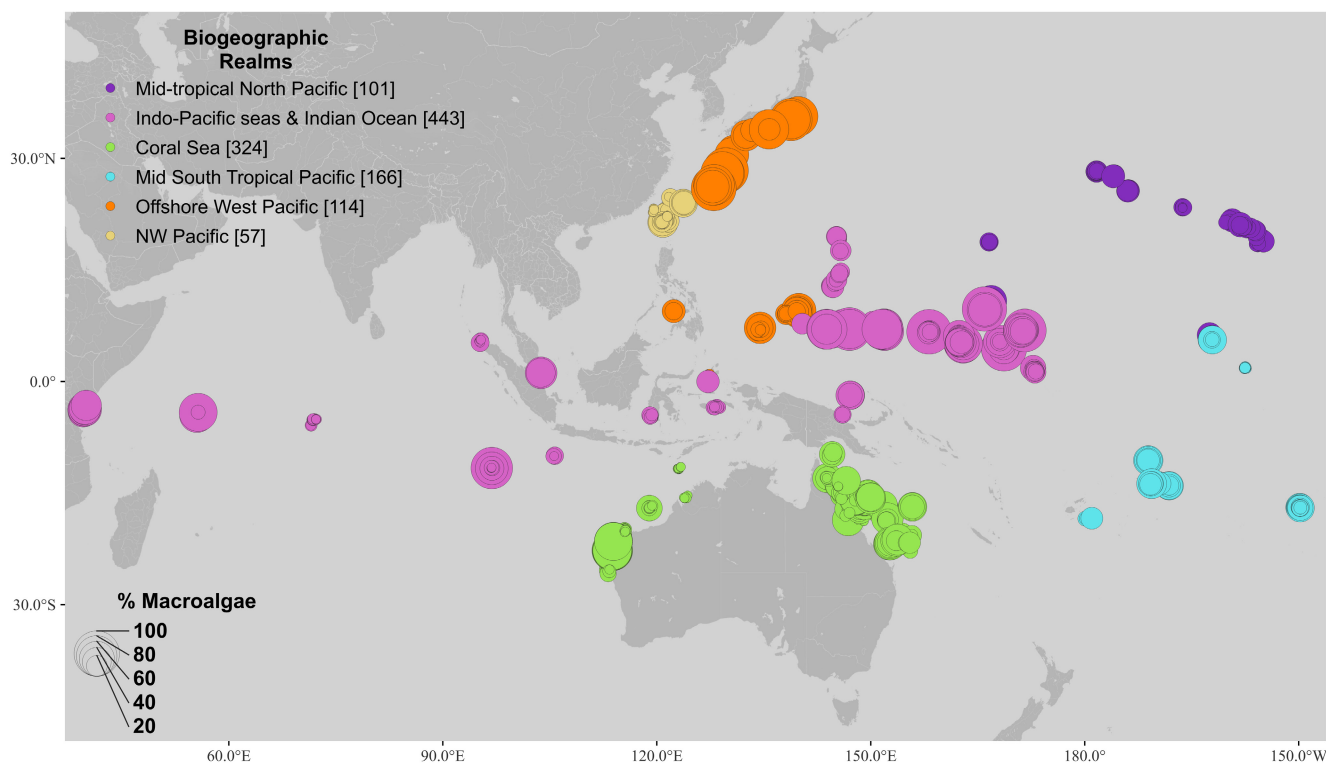 Biogeographic
Realms
Mid-tropical North Pacific [101]
Indo-Pacific seas & Indian Ocean [443]
Coral Sea [324]
Mid South Tropical Pacific [166]
Offshore West Pacific [114]
NW Pacific [57]
30.0°N
0.0°
30.0°S
% Macroalgae
100
80
60
40
20
60.0°E
90.0°E
120.0°E
150.0°E
180.0°
150.0°W